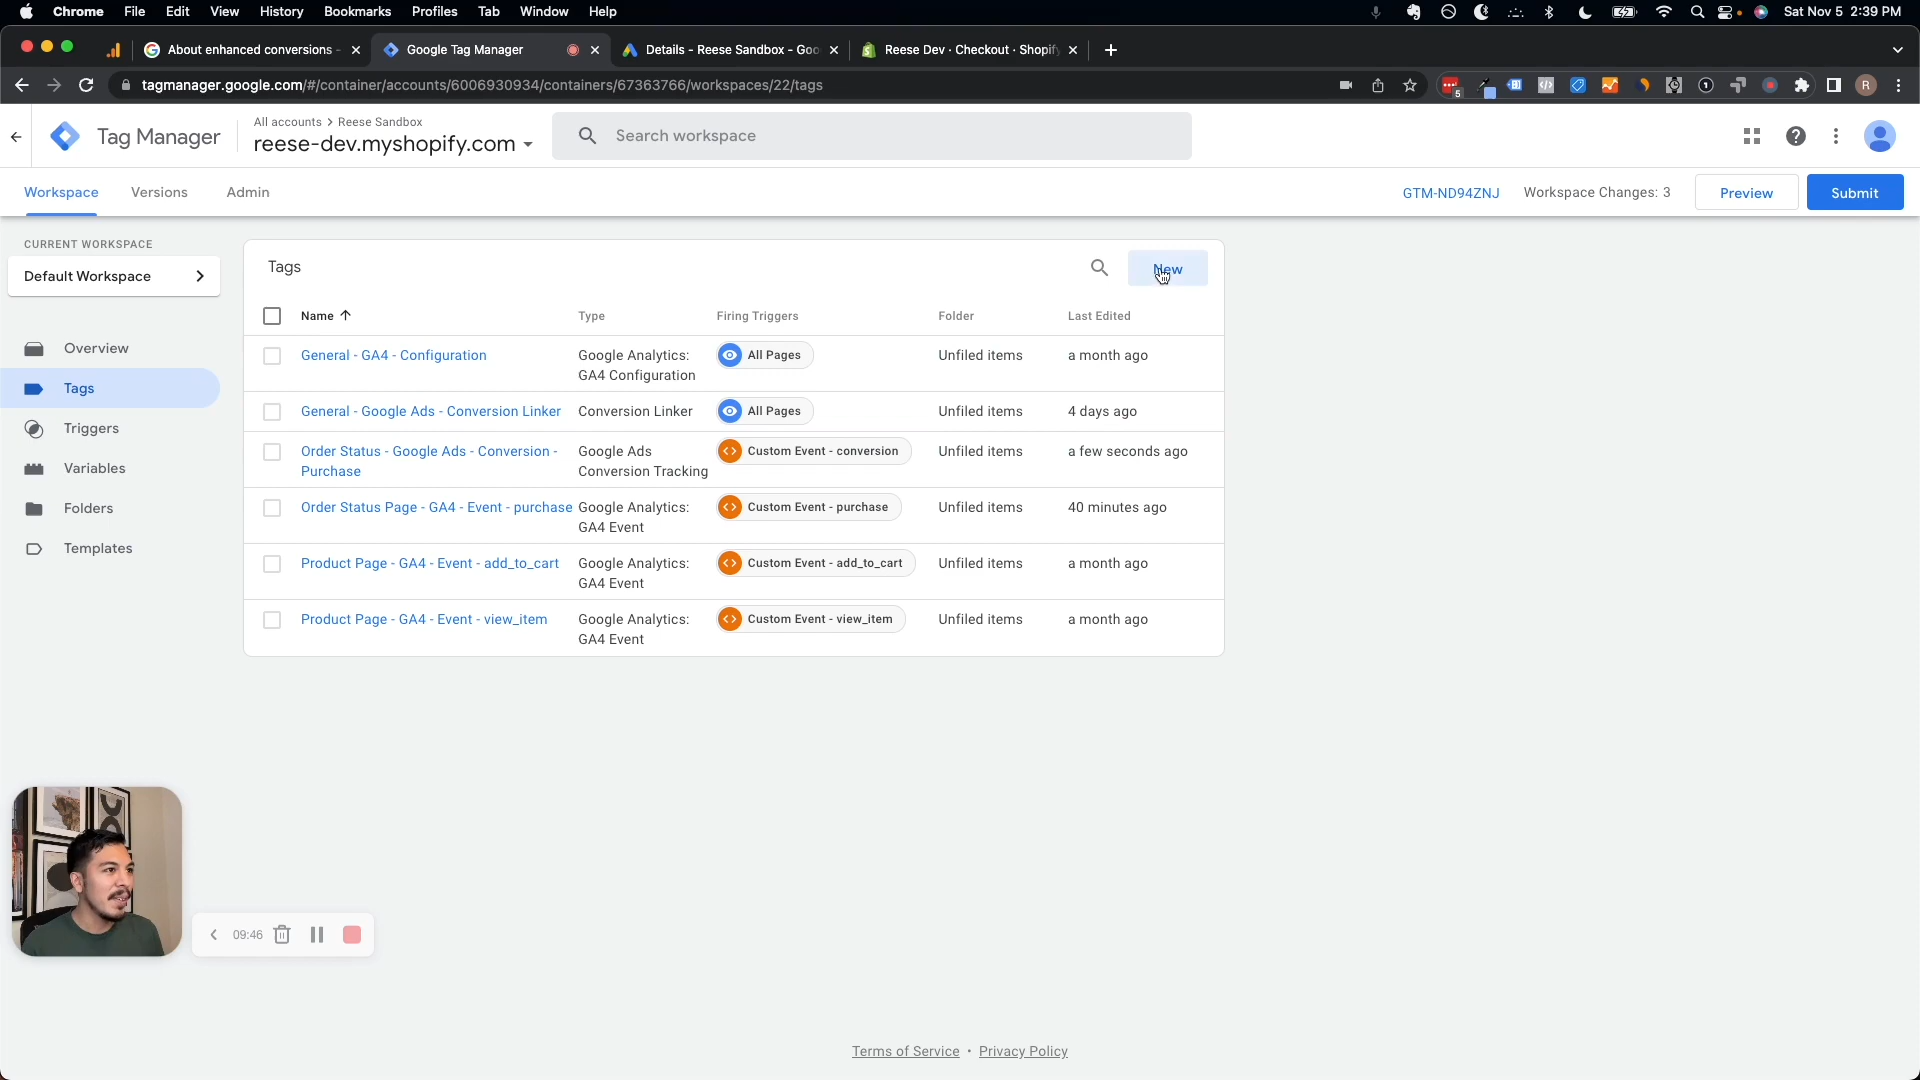 Chrome File Edit View History Bookmarks Profiles Tab Window Help Sat Nov 5 2:39 PM
About enhanced conversions - Google Tag Manager Details - Reese Sandbox - Goo Reese Dev · Checkout · Shopify
tagmanager.google.com/#/container/accounts/6006930934/containers/67363766/workspaces/22/tags 5 R
All accounts > Reese Sandbox
Tag Manager reese-dev.myshopify.com Search workspace
Workspace Versions Admin GTM-ND94ZNJ Workspace Changes: 3 Preview Submit
CURRENT WORKSPACE
Default Workspace
Overview
Tags
Triggers
Variables
Folders
Templates
Tags New
Name Type Firing Triggers Folder Last Edited
General - GA4 - Configuration Google Analytics: All Pages Unfiled items a month ago
GA4 Configuration
General - Google Ads - Conversion Linker Conversion Linker All Pages Unfiled items 4 days ago
Order Status - Google Ads - Conversion - Google Ads Custom Event - conversion Unfiled items a few seconds ago
Purchase Conversion Tracking
Order Status Page - GA4 - Event - purchase Google Analytics: Custom Event - purchase Unfiled items 40 minutes ago
GA4 Event
Product Page - GA4 - Event - add_to_cart Google Analytics: Custom Event - add_to_cart Unfiled items a month ago
GA4 Event
Product Page - GA4 - Event - view_item Google Analytics: Custom Event - view_item Unfiled items a month ago
GA4 Event
09:46
Terms of Service · Privacy Policy